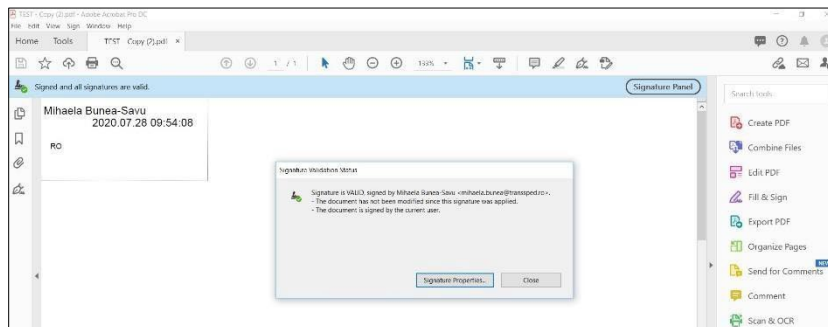 TEST - Copy (2).pdf - Adobe Acrobat Pro DC
File Edit View Sign Window Help
Home Tools TEST - Copy (2).pdf ×
1 / 1 133%
Signed and all signatures are valid.
Signature Panel
Search tools
Mihaela Bunea-Savu
2020.07.28 09:54:08
RO
Signature Validation Status
Signature is VALID, signed by Mihaela Bunea-Savu <mihaela.bunea@transsped.ro>.
- The document has not been modified since this signature was applied.
- The document is signed by the current user.
Signature Properties...
Close
Create PDF
Combine Files
Edit PDF
Fill & Sign
Export PDF
Organize Pages
Send for Comments
NEW
Comment
Scan & OCR